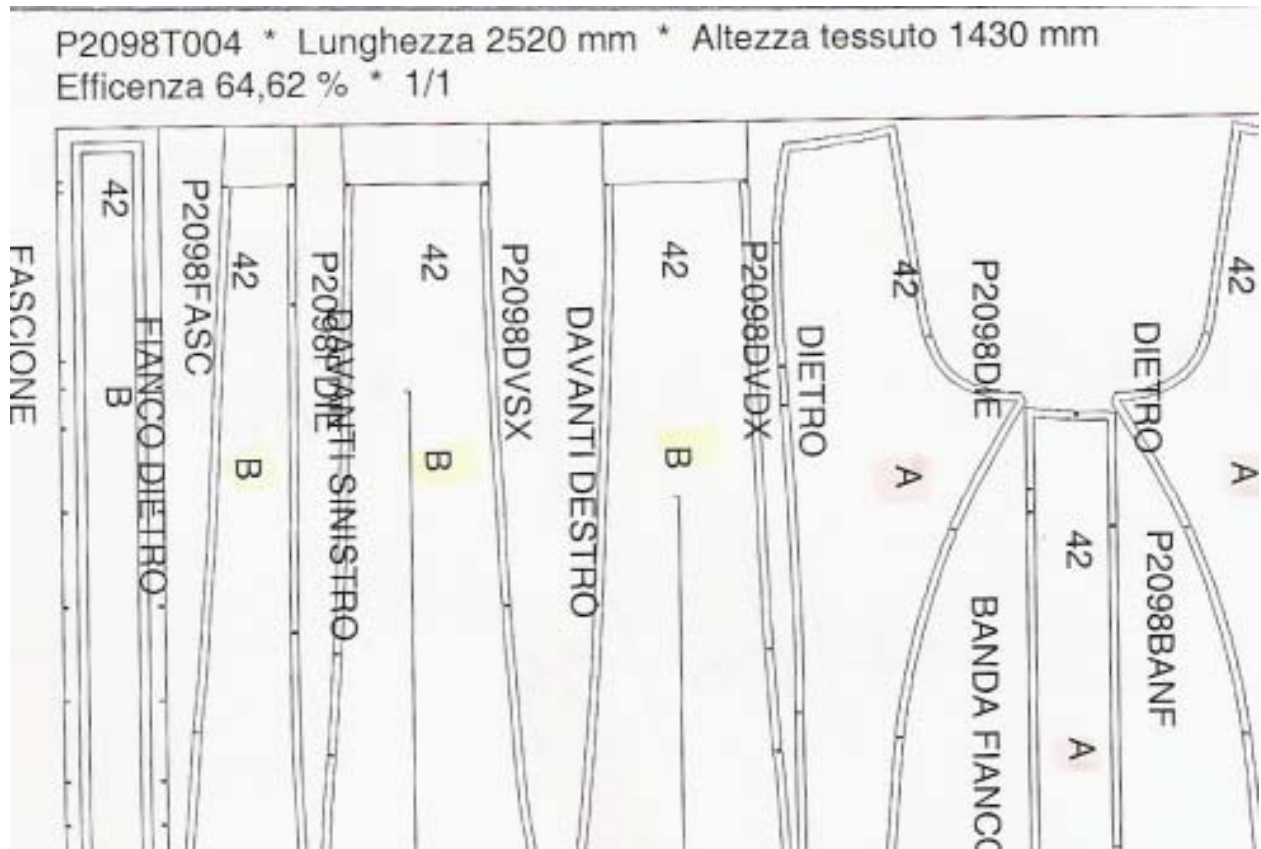 P2098T004 * Lunghezza 2520 mm * Altezza tessuto 1430 mm
Efficenza 64,62 % * 1/1
FASCIONE
42
B
P2098FASC
FIANCO DIETRO
42
B
P2098FDIE
DAVANTI SINISTRO
42
B
P2098DVSX
DAVANTI DESTRO
42
B
P2098DVDX
DIETRO
42
A
P2098DIE
BANDA FIANCO
42
A
P2098BANF
DIETRO
42
A